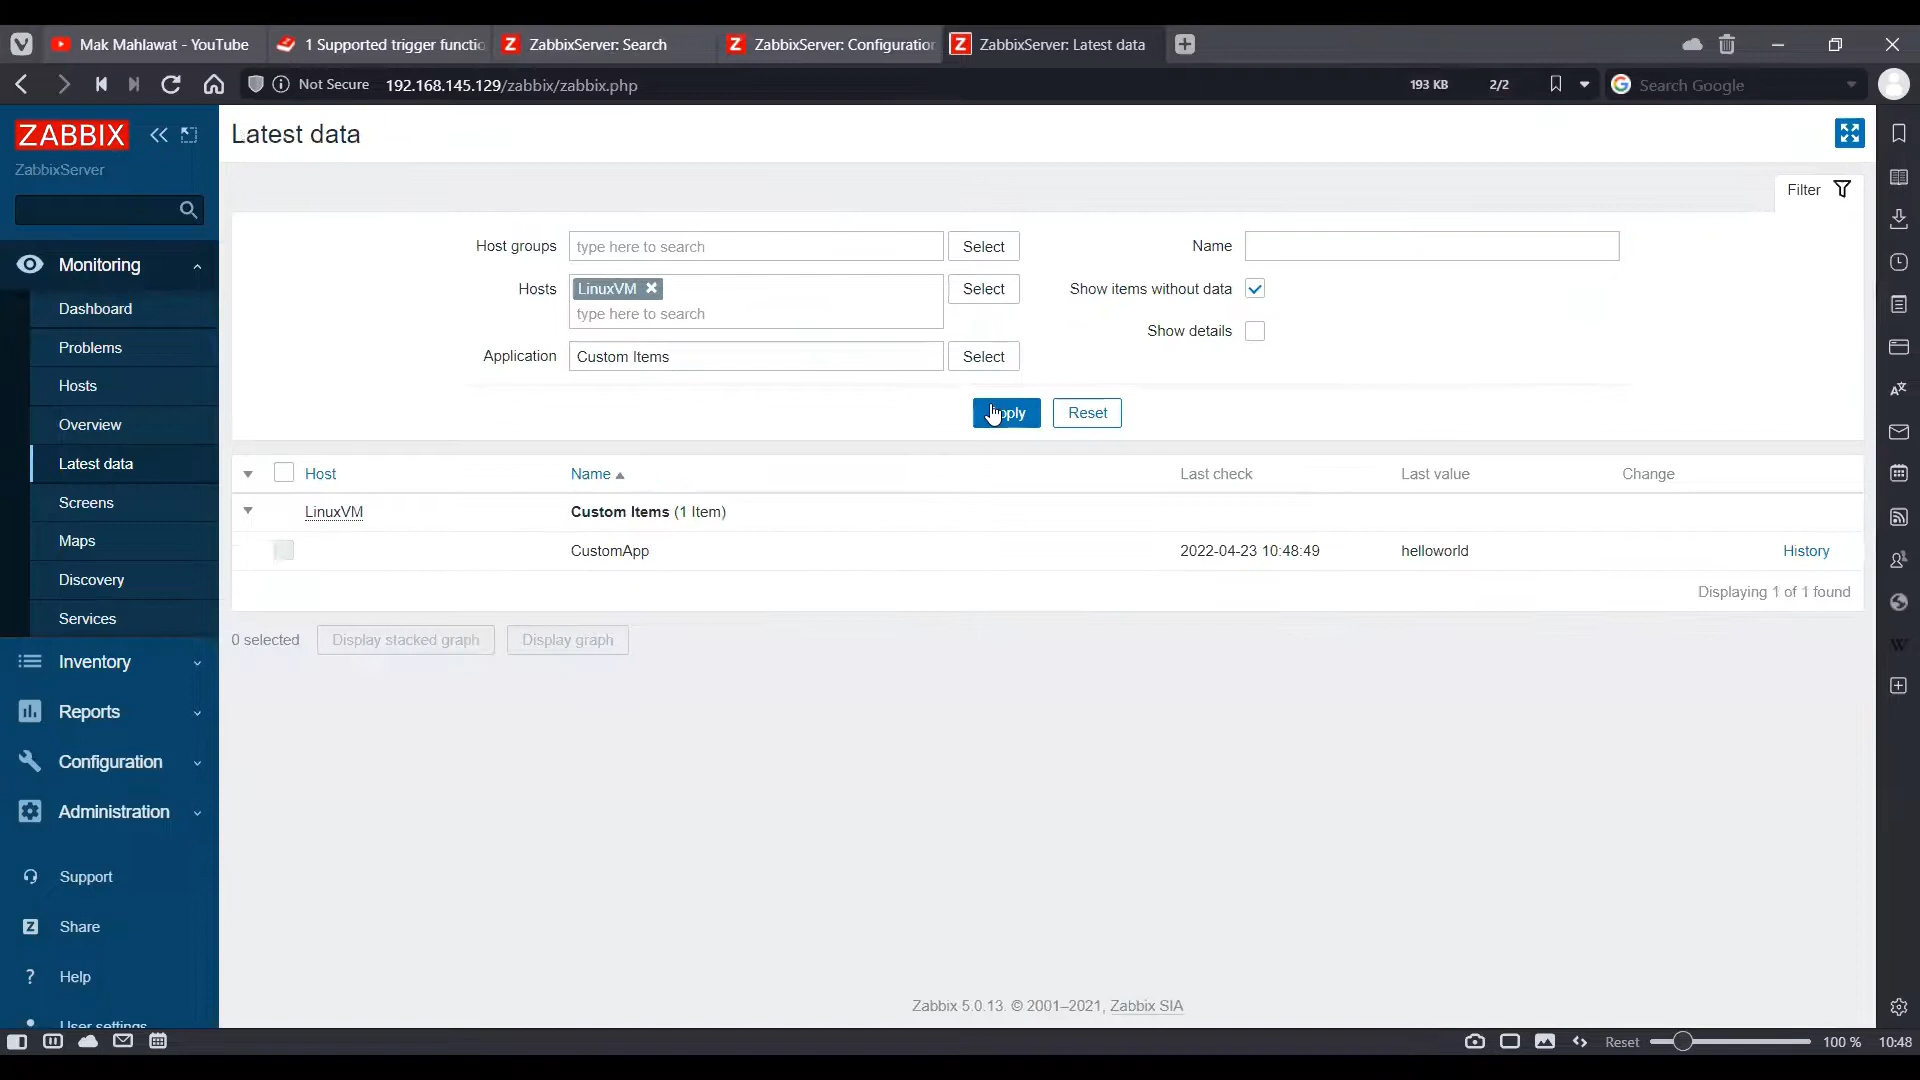 Mak Mahlawat - YouTube
1 Supported trigger functio
ZabbixServer: Search
ZabbixServer: Configuration
ZabbixServer: Latest data
Not Secure
192.168.145.129/zabbix/zabbix.php
193 KB
2/2
Search Google
ZABBIX
ZabbixServer
Monitoring
Dashboard
Problems
Hosts
Overview
Latest data
Screens
Maps
Discovery
Services
Inventory
Reports
Configuration
Administration
Support
Share
Help
User settings
Latest data
Filter
Host groups type here to search Select
Name
Hosts LinuxVM Select
type here to search
Show items without data
Show details
Application Custom Items Select
Apply Reset
Host Name Last check Last value Change
LinuxVM Custom Items (1 Item)
CustomApp 2022-04-23 10:48:49 helloworld History
Displaying 1 of 1 found
0 selected Display stacked graph Display graph
Zabbix 5.0.13. © 2001–2021, Zabbix SIA
Reset 100 % 10:48